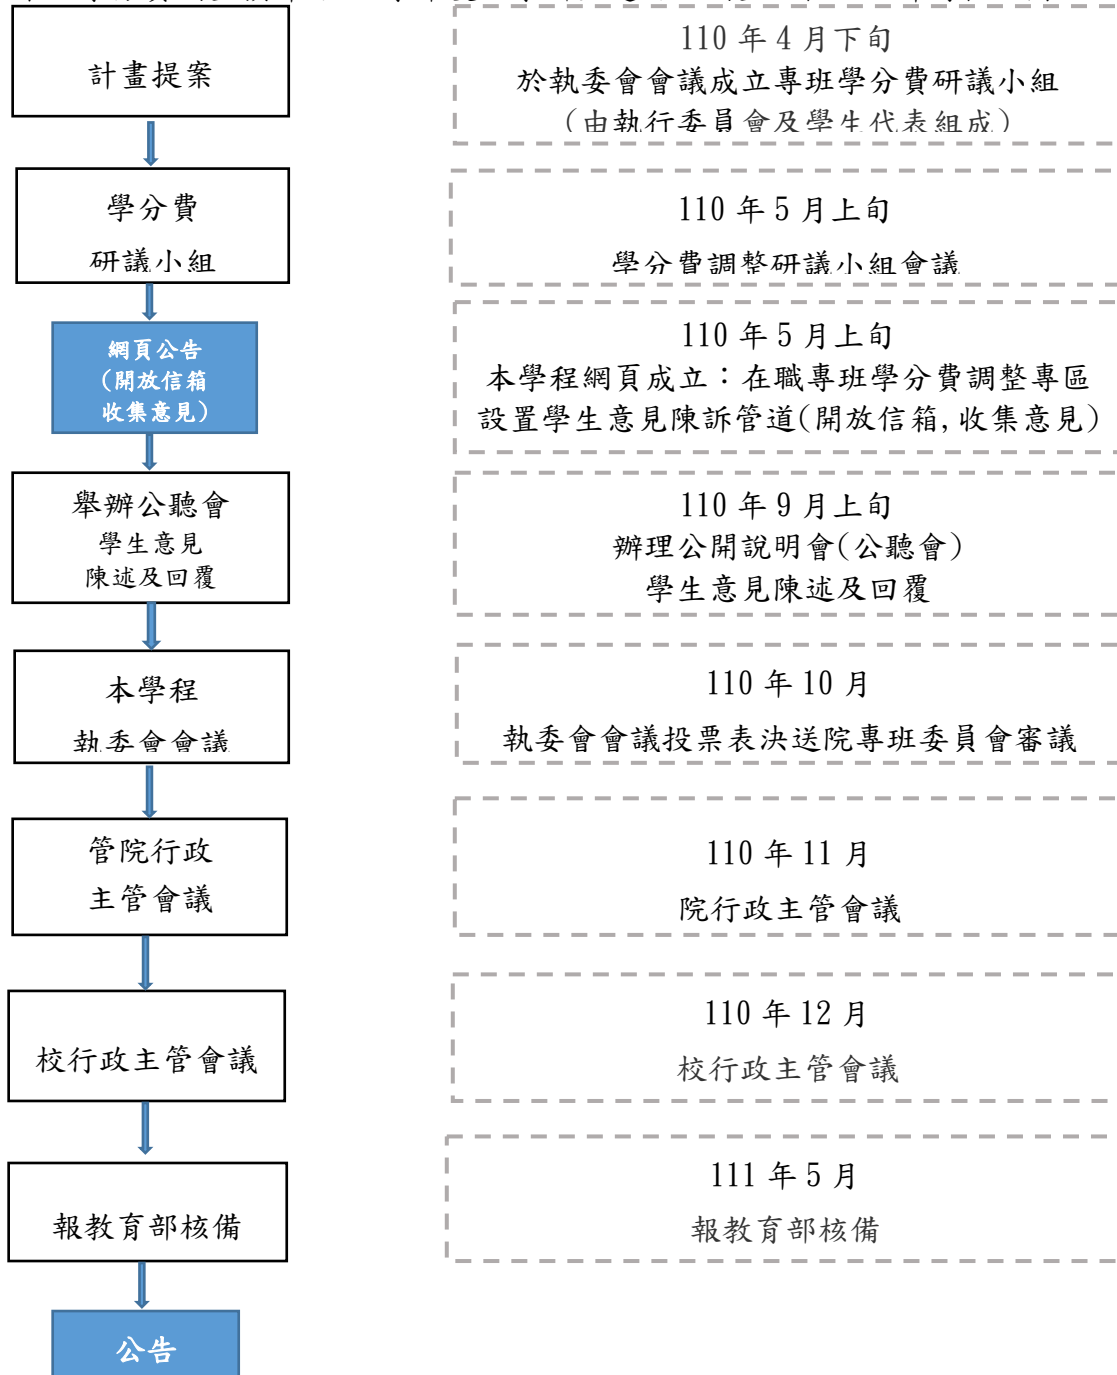 計畫提案
110 年 4 月下旬
於執委會會議成立專班學分費研議小組
(由執行委員會及學生代表組成)
學分費
研議小組
110 年 5 月上旬
學分費調整研議小組會議
網頁公告
(開放信箱
收集意見)
110 年 5 月上旬
本學程網頁成立：在職專班學分費調整專區
設置學生意見陳訴管道(開放信箱,收集意見)
舉辦公聽會
學生意見
陳述及回覆
110 年 9 月上旬
辦理公開說明會(公聽會)
學生意見陳述及回覆
本學程
執委會會議
110 年 10 月
執委會會議投票表決送院專班委員會審議
管院行政
主管會議
110 年 11 月
院行政主管會議
校行政主管會議
110 年 12 月
校行政主管會議
報教育部核備
111 年 5 月
報教育部核備
公告